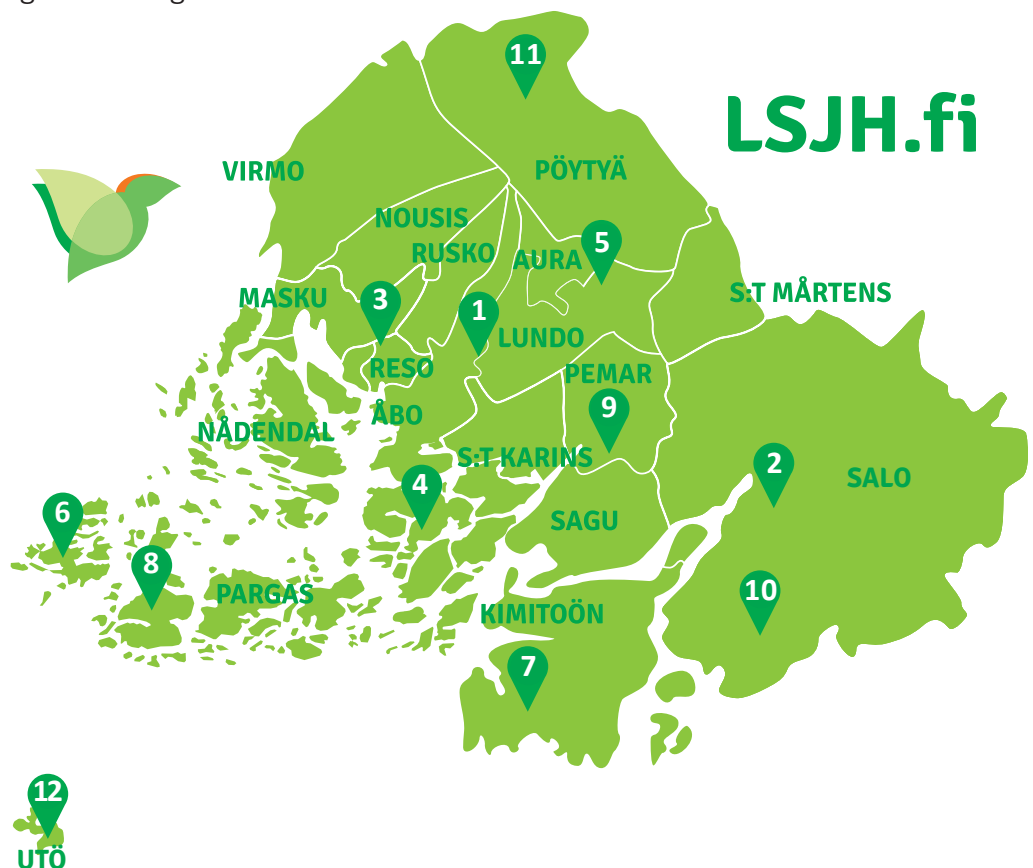 11
LSJH.fi
VIRMO
PÖYTYÄ
NOUSIS
RUSKO
5
AURA
MASKU
3
1
S:T MÅRTENS
LUNDO
RESO
PEMAR
ÅBO
9
NÅDENDAL
S:T KARINS
2
SALO
4
6
SAGU
8
PARGAS
10
KIMITOÖN
7
12
UTÖ